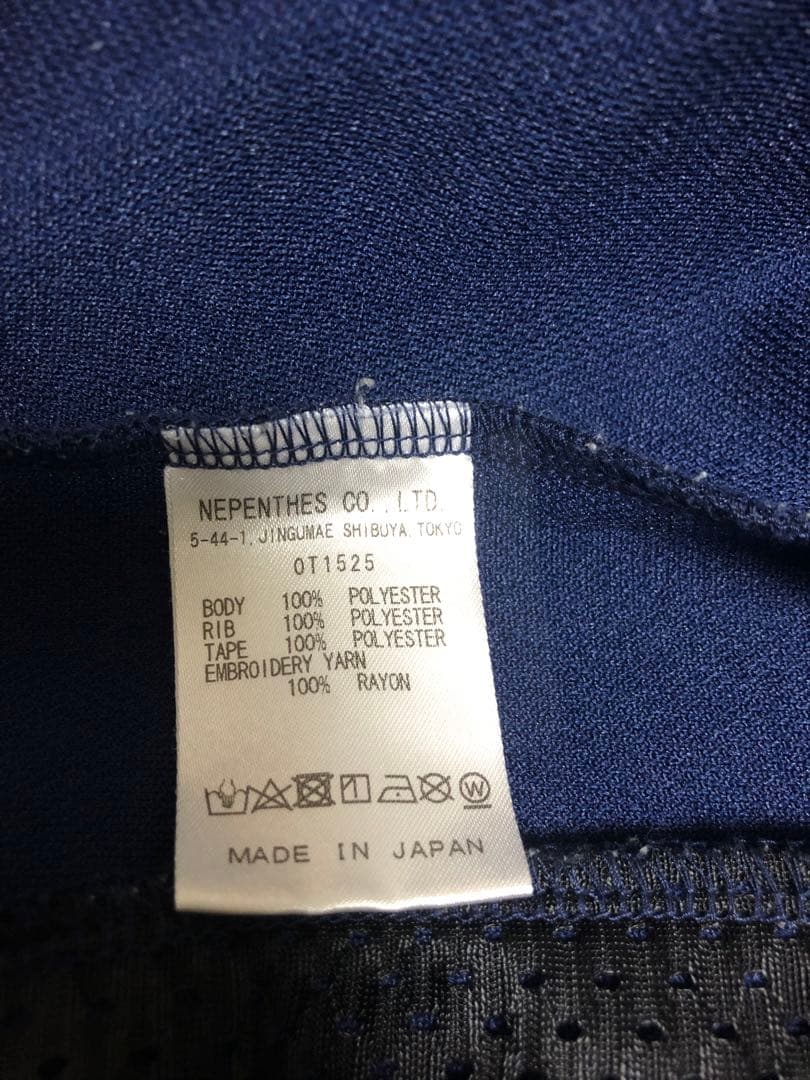 NEPENTHES CO.,LTD.
5-44-1, JINGUMAE SHIBUYA, TOKYO
OT1525
BODY 100% POLYESTER
RIB 100% POLYESTER
TAPE 100% POLYESTER
EMBROIDERY YARN
100% RAYON
W
MADE IN JAPAN